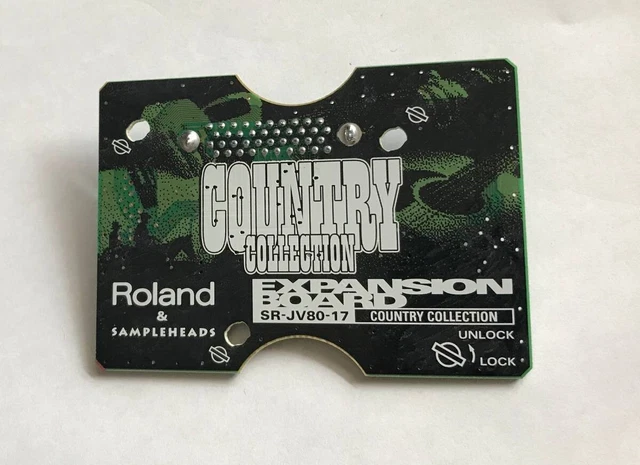 COUNTRY
COLLECTION
Roland
&
SAMPLEHEADS
EXPANSION
BOARD
SR-JV80-17 COUNTRY COLLECTION
UNLOCK
LOCK